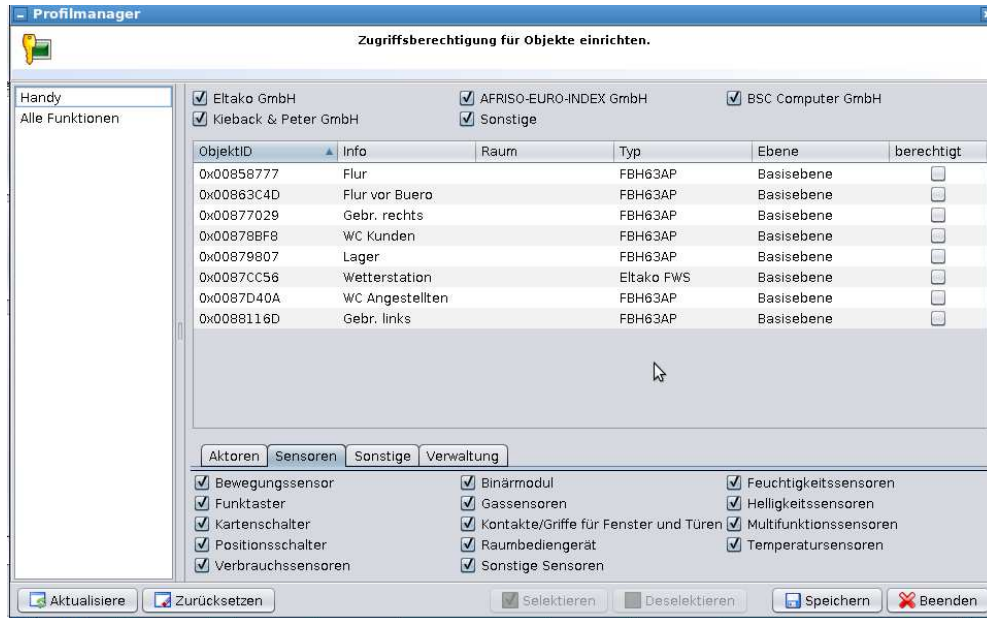 Profilmanager
Zugriffsberechtigung für Objekte einrichten.
Handy
Alle Funktionen
Eltako GmbH AFRISO-EURO-INDEX GmbH BSC Computer GmbH
Kieback & Peter GmbH Sonstige
ObjektID Info Raum Typ Ebene berechtigt
0x00858777 Flur FBH63AP Basisebene
0x00863C4D Flur vor Buero FBH63AP Basisebene
0x00877029 Gebr. rechts FBH63AP Basisebene
0x00878BF8 WC Kunden FBH63AP Basisebene
0x00879807 Lager FBH63AP Basisebene
0x0087CC56 Wetterstation Eltako FWS Basisebene
0x0087D40A WC Angestellten FBH63AP Basisebene
0x0088116D Gebr. links FBH63AP Basisebene
Aktoren Sensoren Sonstige Verwaltung
Bewegungssensor Binärmodul Feuchtigkeitssensoren
Funktaster Gassensoren Helligkeitssensoren
Kartenschalter Kontakte/Griffe für Fenster und Türen Multifunktionssensoren
Positionsschalter Raumbediengerät Temperatursensoren
Verbrauchssensoren Sonstige Sensoren
Aktualisiere Zurücksetzen Selektieren Deselektieren Speichern Beenden